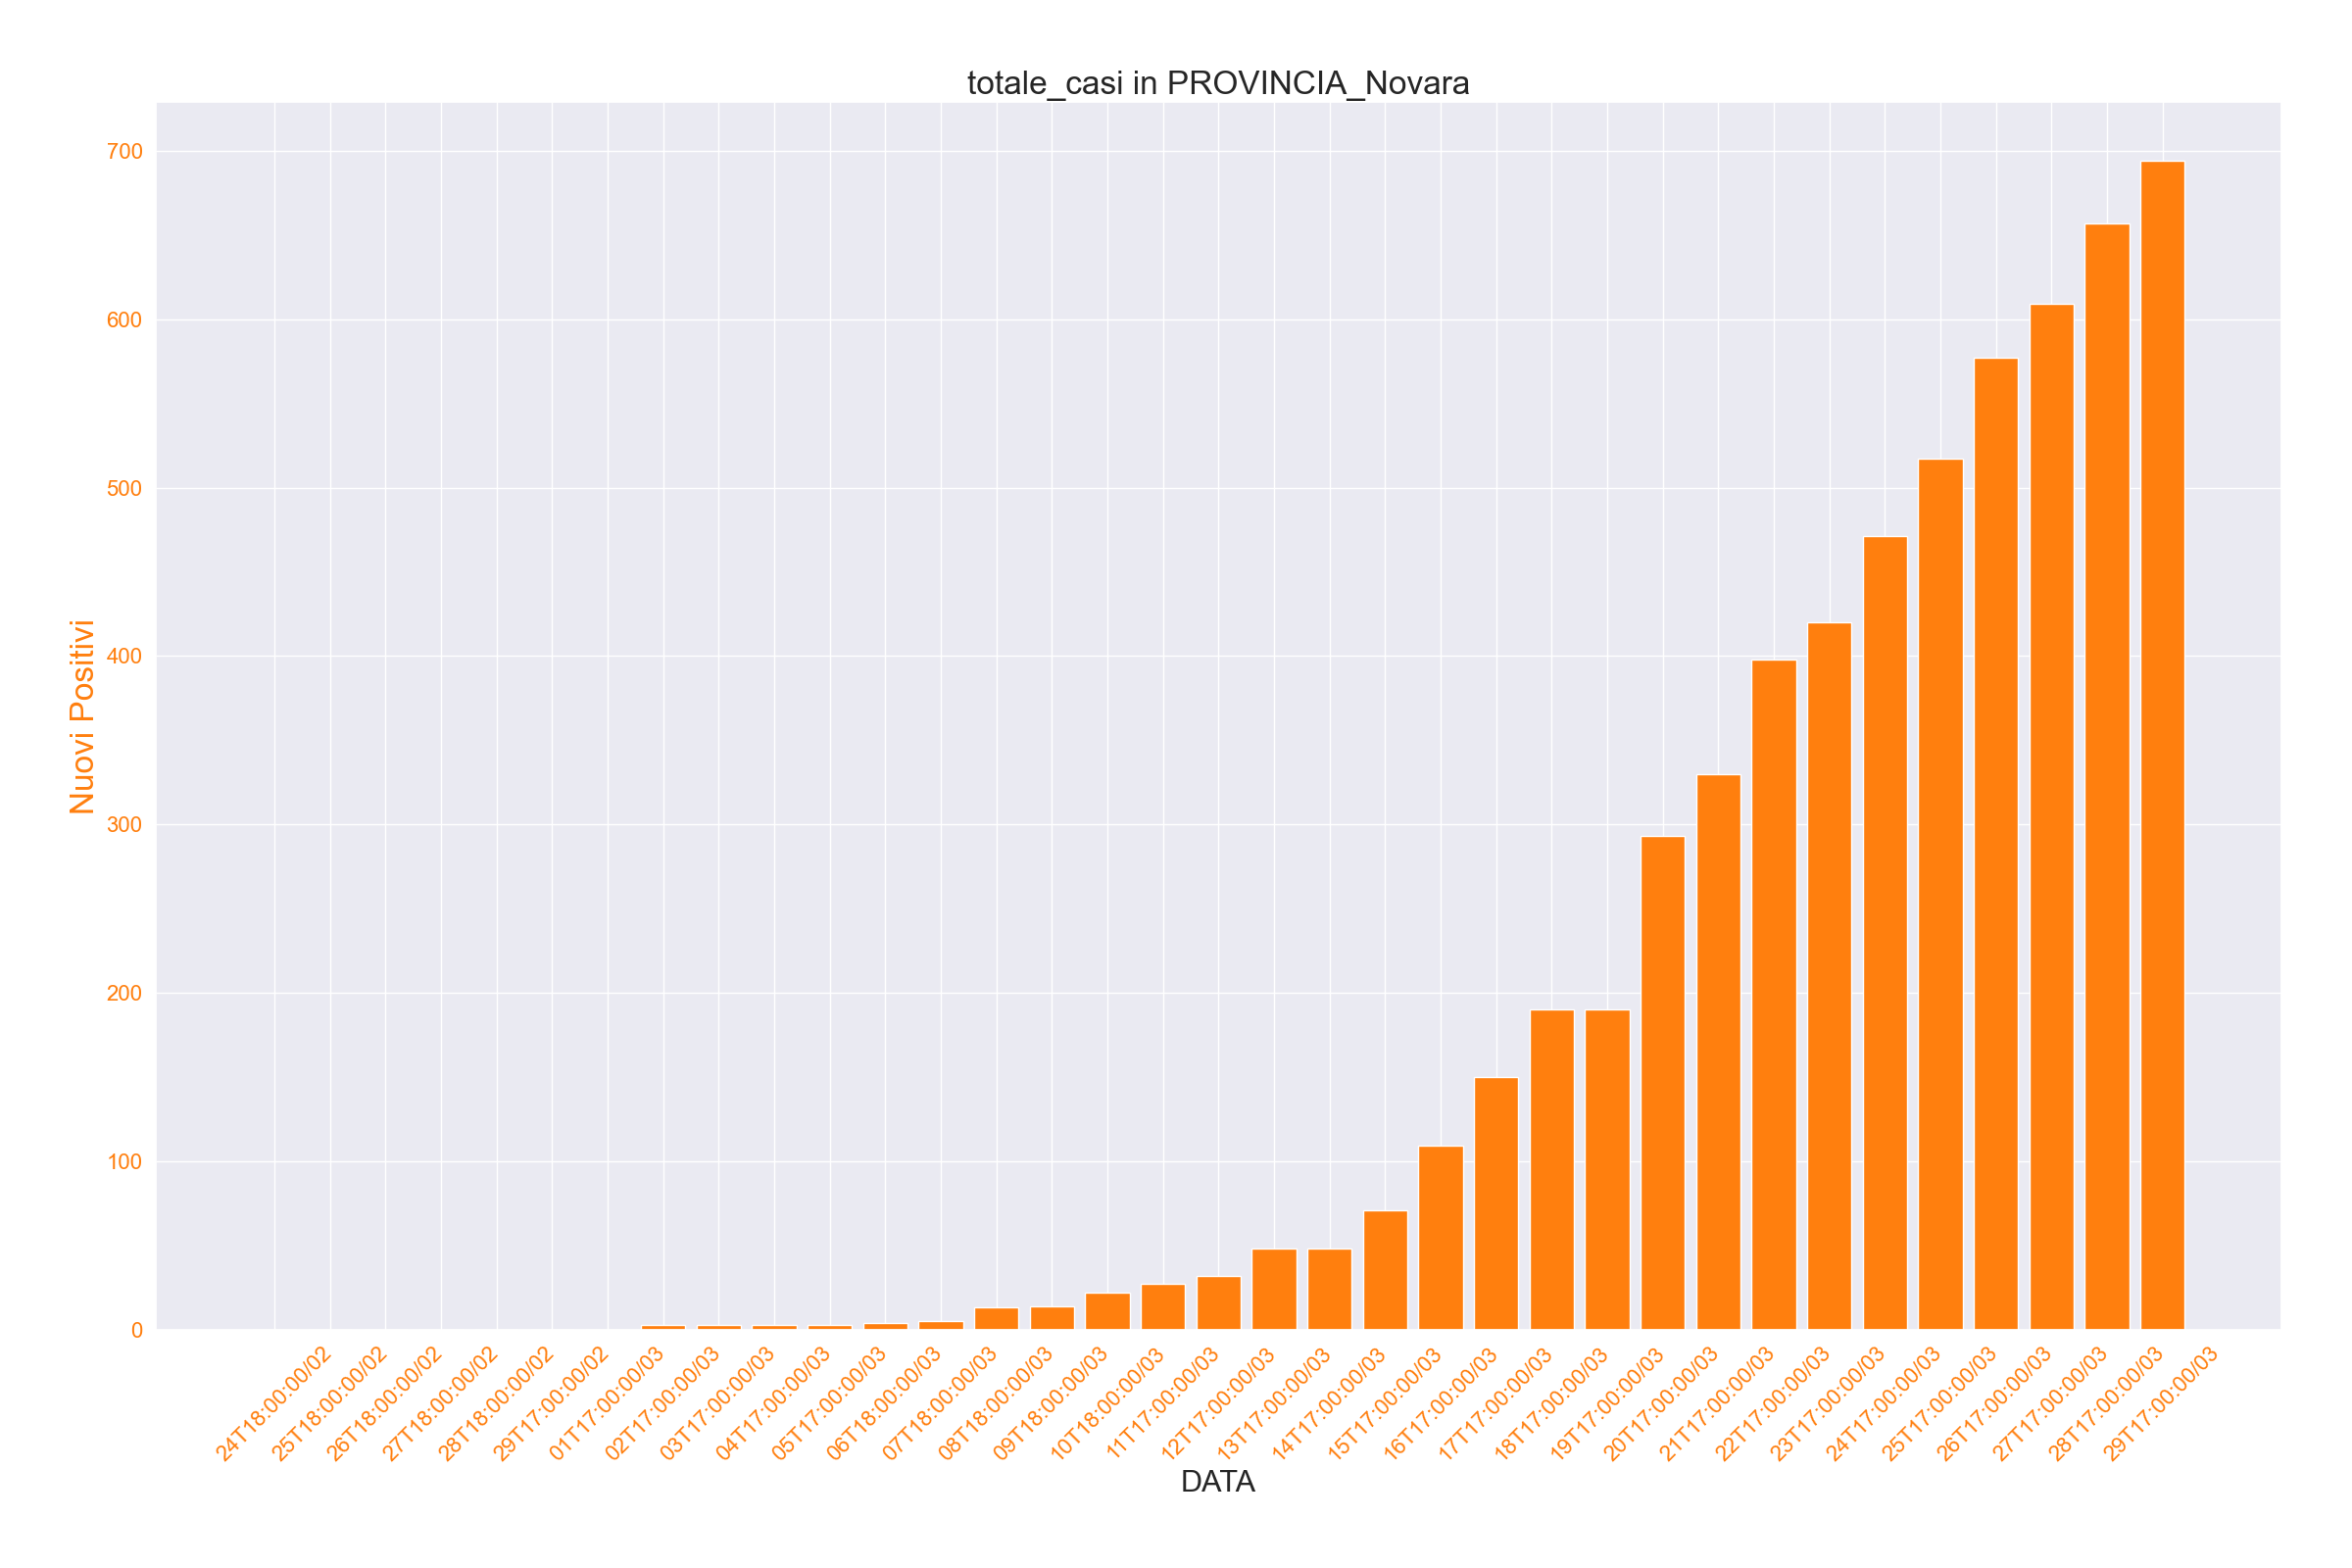 totale_casi in PROVINCIA_Novara
Nuovi Positivi
700
600
500
400
300
200
100
0
24T18:00:00/02
25T18:00:00/02
26T18:00:00/02
27T18:00:00/02
28T18:00:00/02
29T17:00:00/02
01T17:00:00/03
02T17:00:00/03
03T17:00:00/03
04T17:00:00/03
05T17:00:00/03
06T18:00:00/03
07T18:00:00/03
08T18:00:00/03
09T18:00:00/03
10T18:00:00/03
11T17:00:00/03
12T17:00:00/03
13T17:00:00/03
14T17:00:00/03
15T17:00:00/03
16T17:00:00/03
17T17:00:00/03
18T17:00:00/03
19T17:00:00/03
20T17:00:00/03
21T17:00:00/03
22T17:00:00/03
23T17:00:00/03
24T17:00:00/03
25T17:00:00/03
26T17:00:00/03
27T17:00:00/03
28T17:00:00/03
29T17:00:00/03
DATA